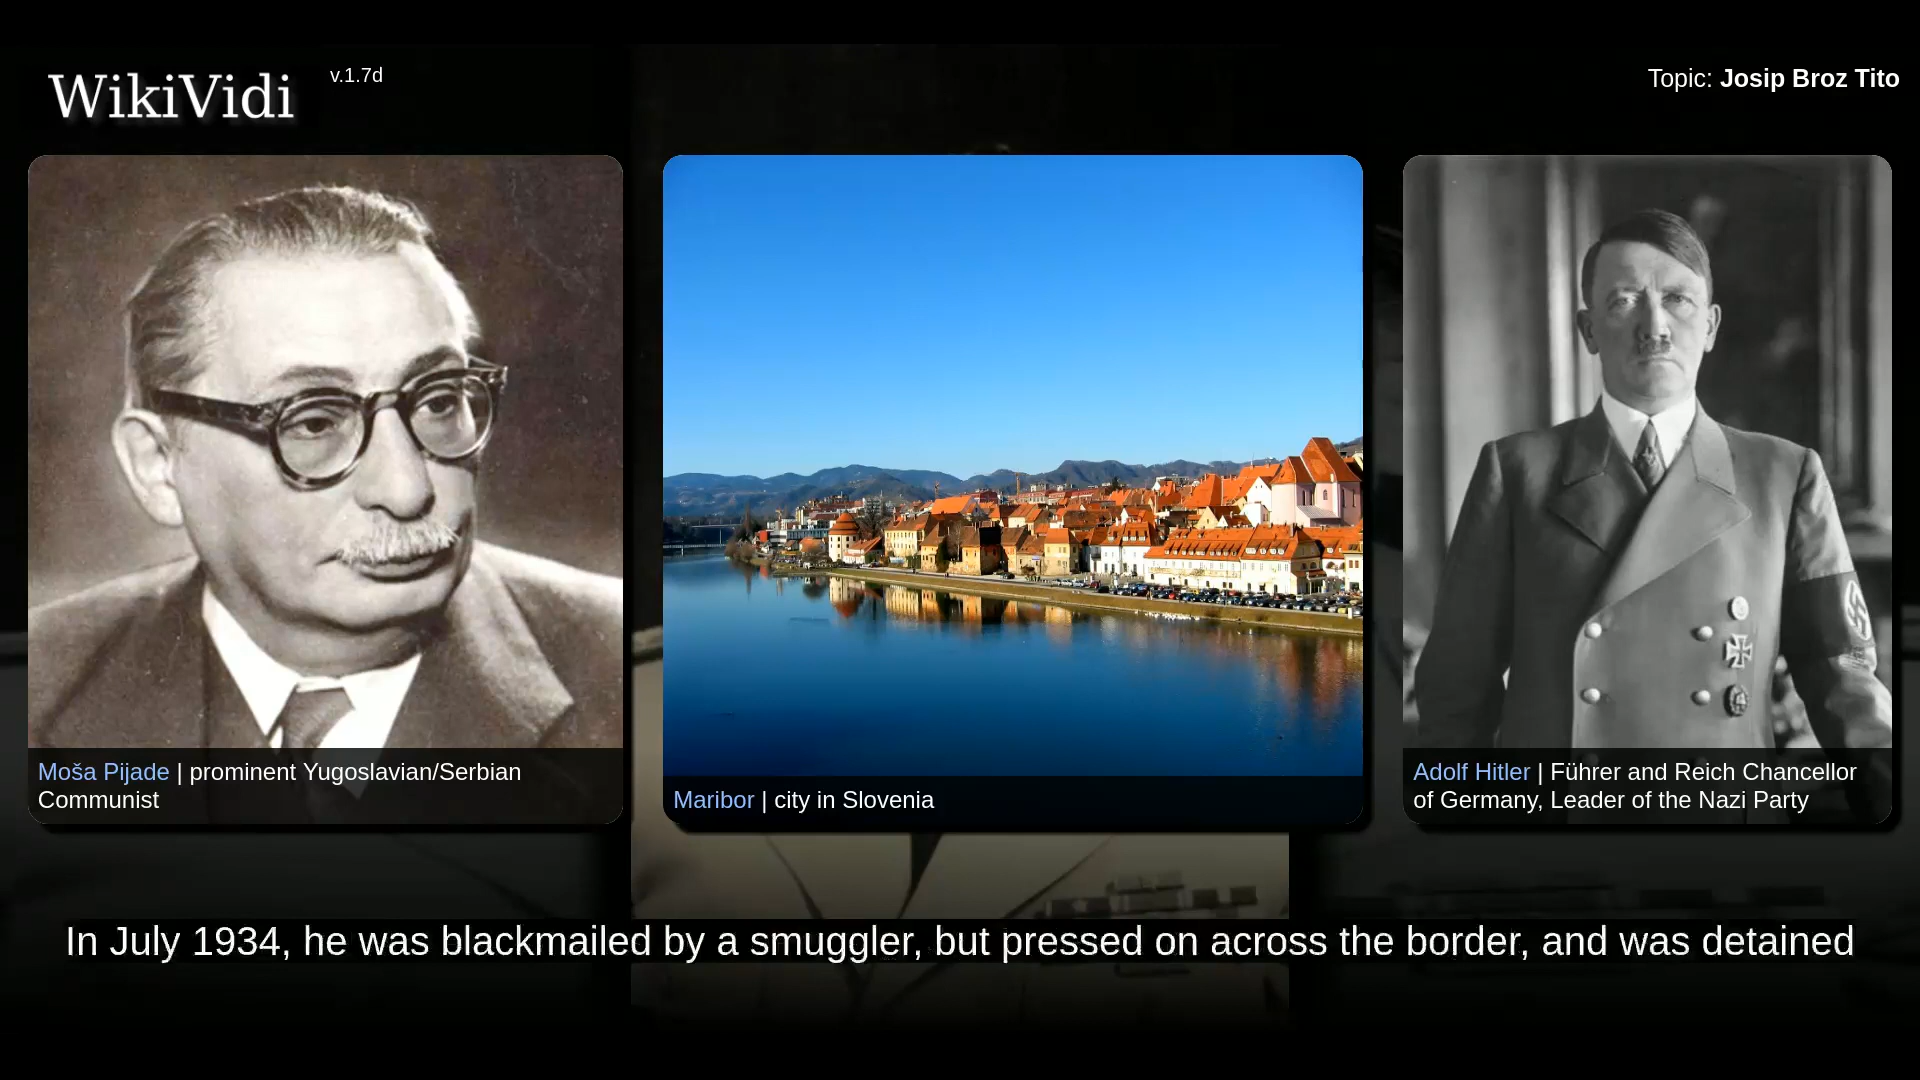 WikiVidi
v.1.7d
Topic: Josip Broz Tito
Moša Pijade | prominent Yugoslavian/Serbian
Communist
Maribor | city in Slovenia
Adolf Hitler | Führer and Reich Chancellor
of Germany, Leader of the Nazi Party
In July 1934, he was blackmailed by a smuggler, but pressed on across the border, and was detained